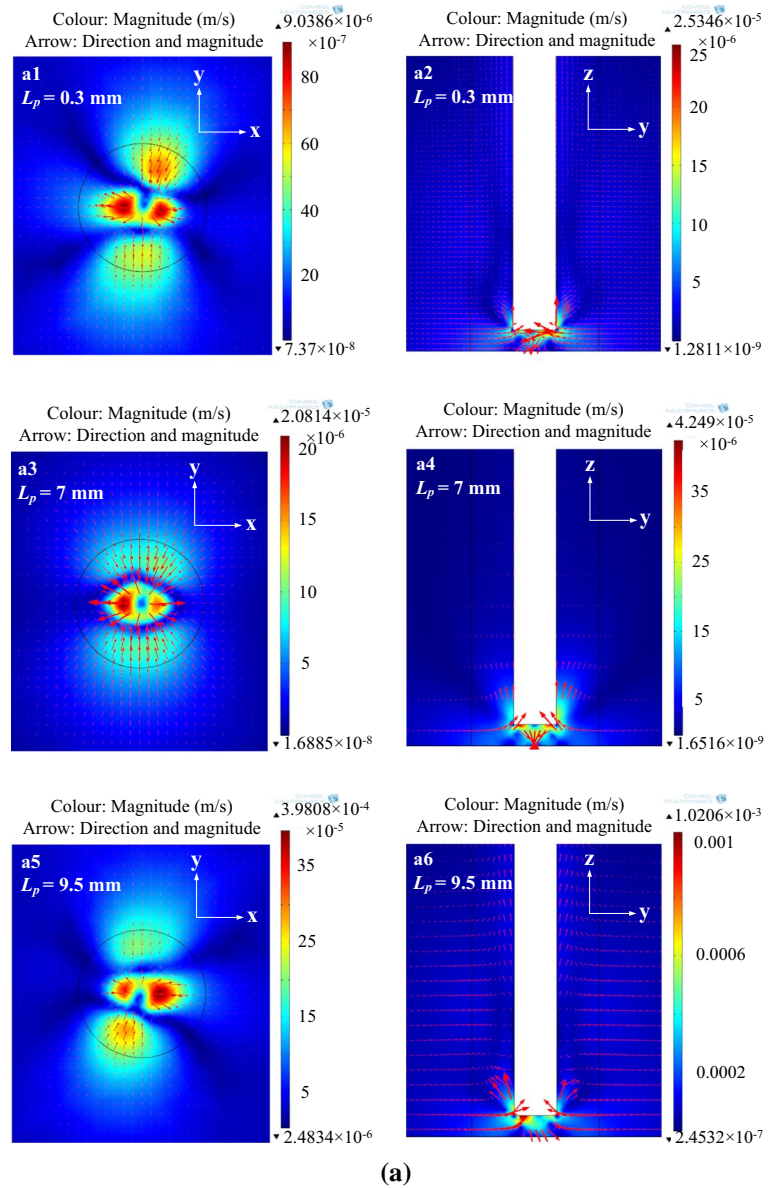 Colour: Magnitude (m/s)
Arrow: Direction and magnitude
▲ 9.0386×10-6
×10-7
a1
Lp = 0.3 mm
y
x
80
60
40
20
▼ 7.37×10-8
Colour: Magnitude (m/s)
Arrow: Direction and magnitude
▲ 2.5346×10-5
×10-6
a2
Lp = 0.3 mm
z
y
25
20
15
10
5
▼ 1.2811×10-9
Colour: Magnitude (m/s)
Arrow: Direction and magnitude
▲ 2.0814×10-5
×10-6
a3
Lp = 7 mm
y
x
20
15
10
5
▼ 1.6885×10-8
Colour: Magnitude (m/s)
Arrow: Direction and magnitude
▲ 4.249×10-5
×10-6
a4
Lp = 7 mm
z
y
35
25
15
5
▼ 1.6516×10-9
Colour: Magnitude (m/s)
Arrow: Direction and magnitude
▲ 3.9808×10-4
×10-5
a5
Lp = 9.5 mm
y
x
35
25
15
5
▼ 2.4834×10-6
Colour: Magnitude (m/s)
Arrow: Direction and magnitude
▲ 1.0206×10-3
a6
Lp = 9.5 mm
z
y
0.001
0.0006
0.0002
▼ 2.4532×10-7
(a)